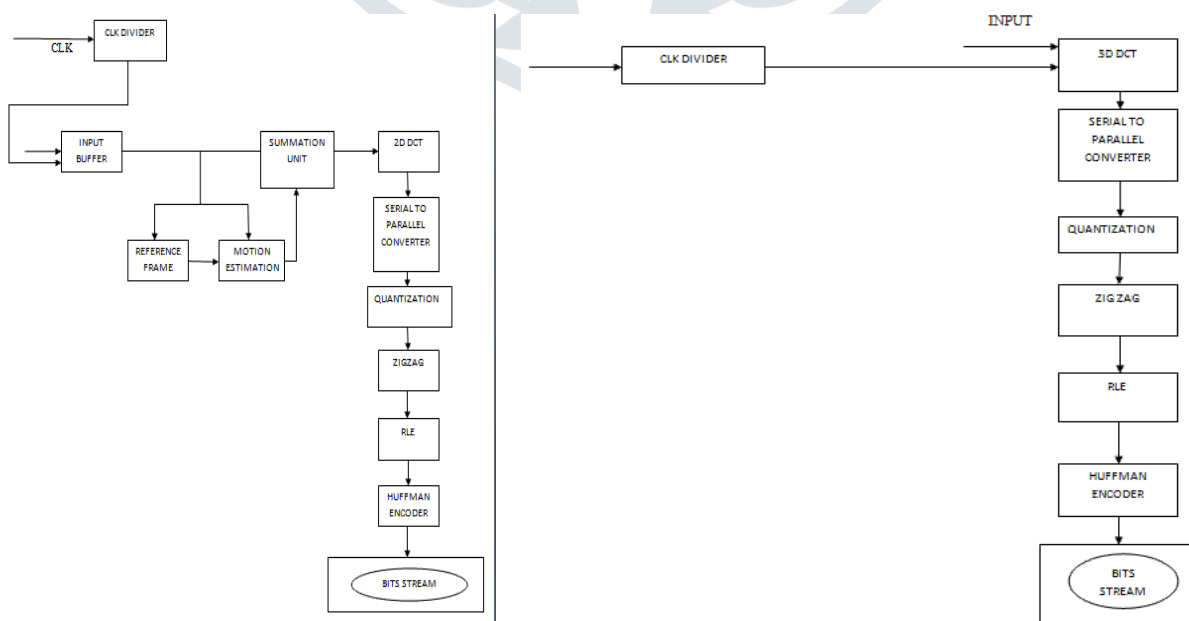 CLK DIVIDER
CLK
INPUT
BUFFER
SUMMATION
UNIT
2D DCT
SERIAL TO
PARALLEL
CONVERTER
REFERENCE
FRAME
MOTION
ESTIMATION
QUANTIZATION
ZIGZAG
RLE
HUFFMAN
ENCODER
BITS STREAM
INPUT
CLK DIVIDER
3D DCT
SERIAL TO
PARALLEL
CONVERTER
QUANTIZATION
ZIG ZAG
RLE
HUFFMAN
ENCODER
BITS
STREAM